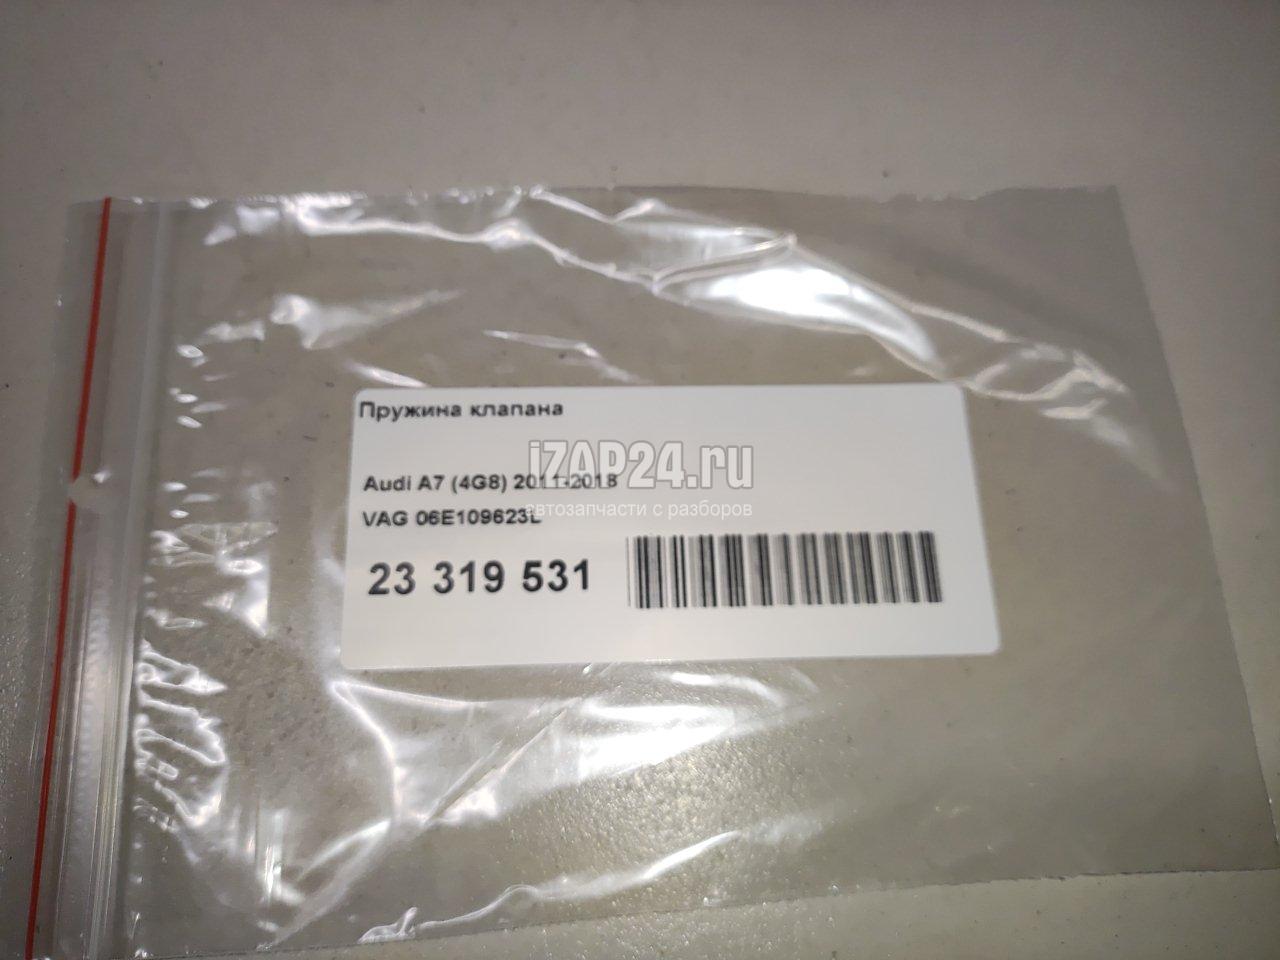 Пружина клапана
iZAP24.ru
Audi A7 (4G8) 2011-2018
автозапчасти с разборов
VAG 06E109623L
23 319 531